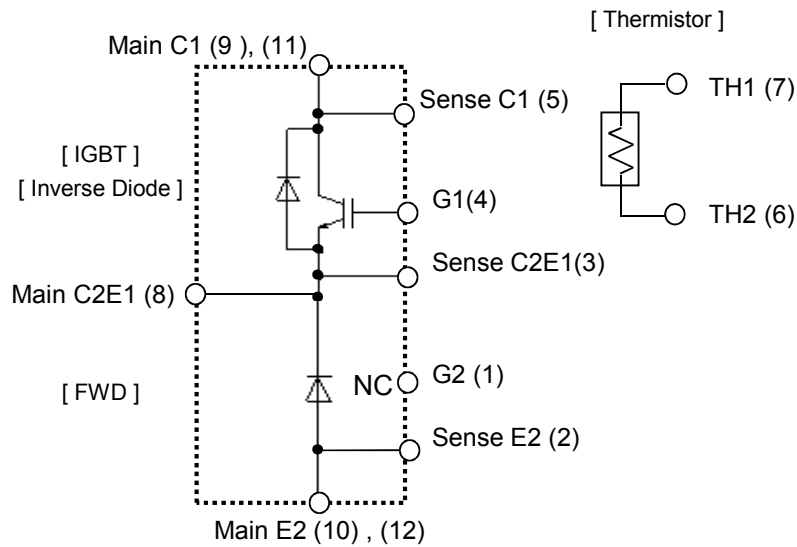 [ Thermistor ]
Main C1 (9 ), (11)
TH1 (7)
Sense C1 (5)
[ IGBT ]
[ Inverse Diode ]
G1(4)
TH2 (6)
Sense C2E1(3)
Main C2E1 (8)
G2 (1)
NC
[ FWD ]
Sense E2 (2)
Main E2 (10) , (12)